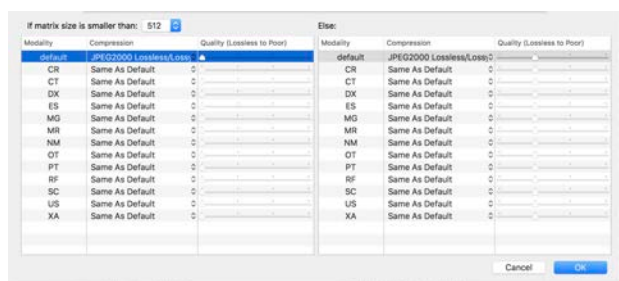 If matrix size is smaller than: 512 Else:
Modality Compression Quality (Lossless to Poor) Modality Compression Quality (Lossless to Poor)
default JPEG2000 Lossless/Lossy default JPEG2000 Lossless/Lossy
CR Same As Default CR Same As Default
CT Same As Default CT Same As Default
DX Same As Default DX Same As Default
ES Same As Default ES Same As Default
MG Same As Default MG Same As Default
MR Same As Default MR Same As Default
NM Same As Default NM Same As Default
OT Same As Default OT Same As Default
PT Same As Default PT Same As Default
RF Same As Default RF Same As Default
SC Same As Default SC Same As Default
US Same As Default US Same As Default
XA Same As Default XA Same As Default
Cancel OK